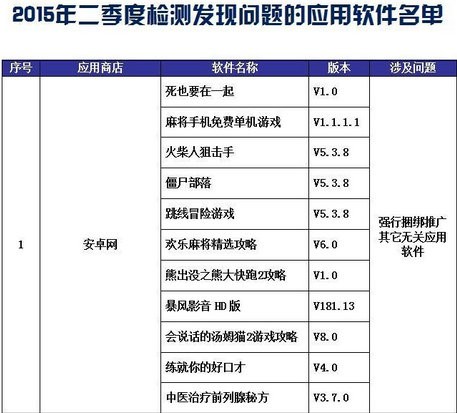 2015年二季度检测发现问题的应用软件名单
序号 应用商店 软件名称 版本 涉及问题
死也要在一起 V1.0
麻将手机免费单机游戏 V1.1.1.1
火柴人狙击手 V5.3.8
僵尸部落 V5.3.8
跳线冒险游戏 V5.3.8
1 安卓网 欢乐麻将精选攻略 V6.0 强行捆绑推广
其它无关应用
软件
熊出没之熊大快跑2攻略 V1.0
暴风影音 HD 版 V181.13
会说话的汤姆猫2游戏攻略 V8.0
练就你的好口才 V4.0
中医治疗前列腺秘方 V3.7.0